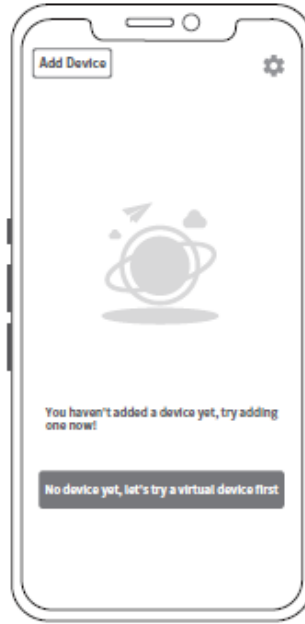 Add Device
You haven't added a device yet, try adding
one now!
No device yet, let's try a virtual device first